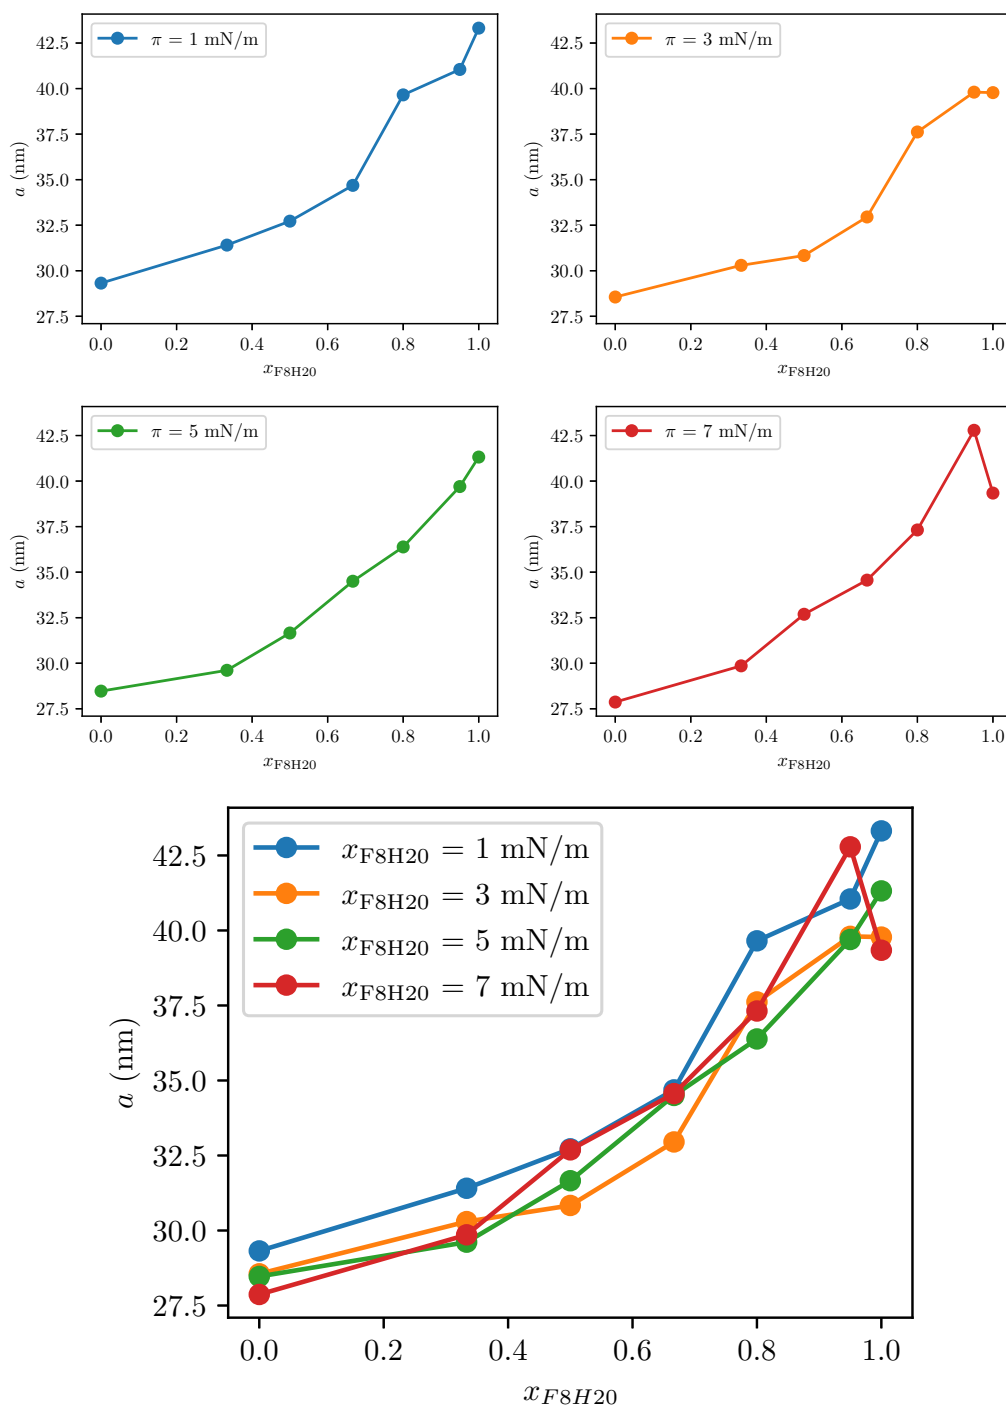 π = 1 mN/m
42.5
40.0
37.5
35.0
32.5
30.0
27.5
a (nm)
0.0 0.2 0.4 0.6 0.8 1.0
xF8H20
π = 3 mN/m
42.5
40.0
37.5
35.0
32.5
30.0
27.5
a (nm)
0.0 0.2 0.4 0.6 0.8 1.0
xF8H20
π = 5 mN/m
42.5
40.0
37.5
35.0
32.5
30.0
27.5
a (nm)
0.0 0.2 0.4 0.6 0.8 1.0
xF8H20
π = 7 mN/m
42.5
40.0
37.5
35.0
32.5
30.0
27.5
a (nm)
0.0 0.2 0.4 0.6 0.8 1.0
xF8H20
xF8H20 = 1 mN/m
xF8H20 = 3 mN/m
xF8H20 = 5 mN/m
xF8H20 = 7 mN/m
42.5
40.0
37.5
35.0
32.5
30.0
27.5
a (nm)
0.0 0.2 0.4 0.6 0.8 1.0
xF8H20